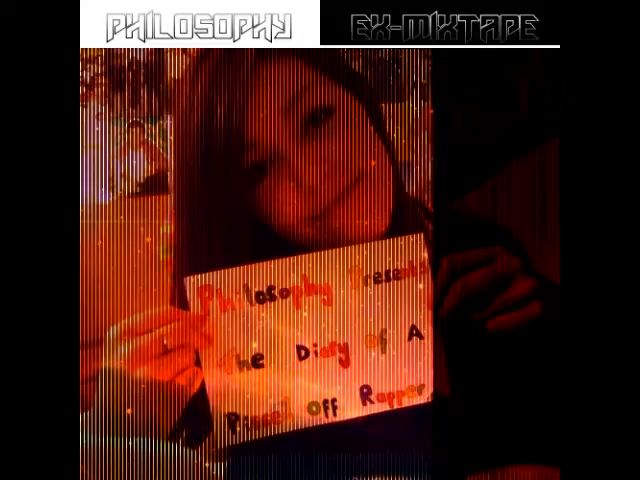 PHILOSOPHY EX-MIXTAPE
Philosophy Presents
The Diary of A
Pissed Off Rapper